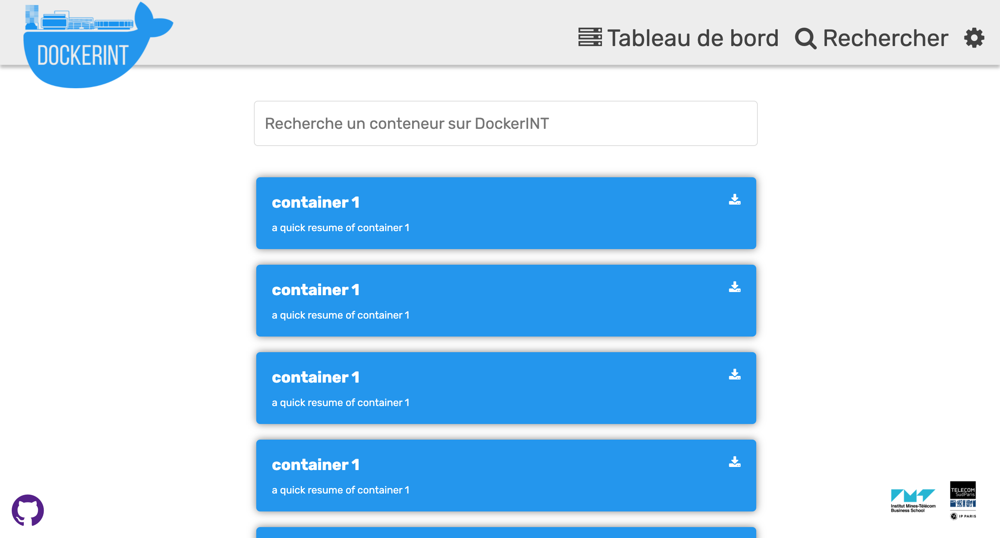 DOCKERINT
Tableau de bord
Rechercher
Recherche un conteneur sur DockerINT
container 1
a quick resume of container 1
container 1
a quick resume of container 1
container 1
a quick resume of container 1
container 1
a quick resume of container 1
Institut Mines-Télécom
Business School
TELECOM
SudParis
IP PARIS